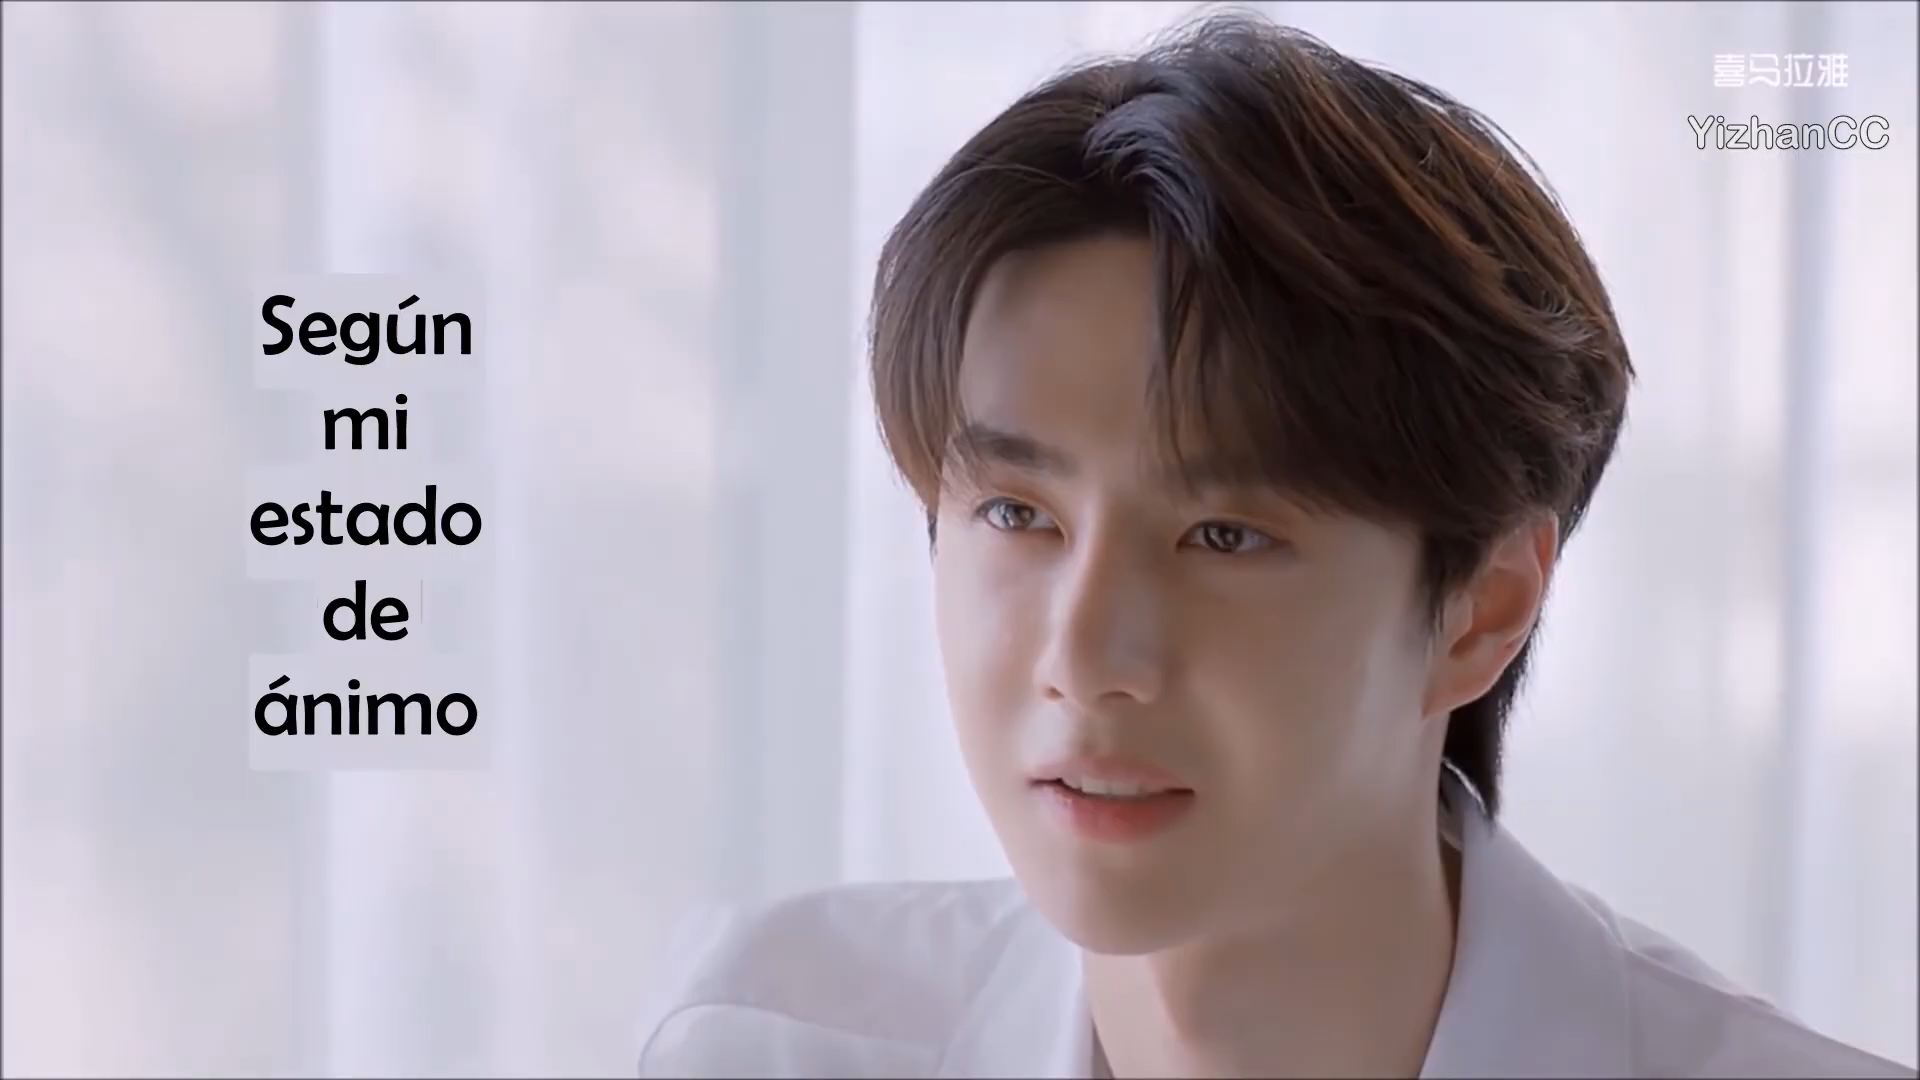 喜马拉雅
YizhanCC
Según
mi
estado
de
ánimo